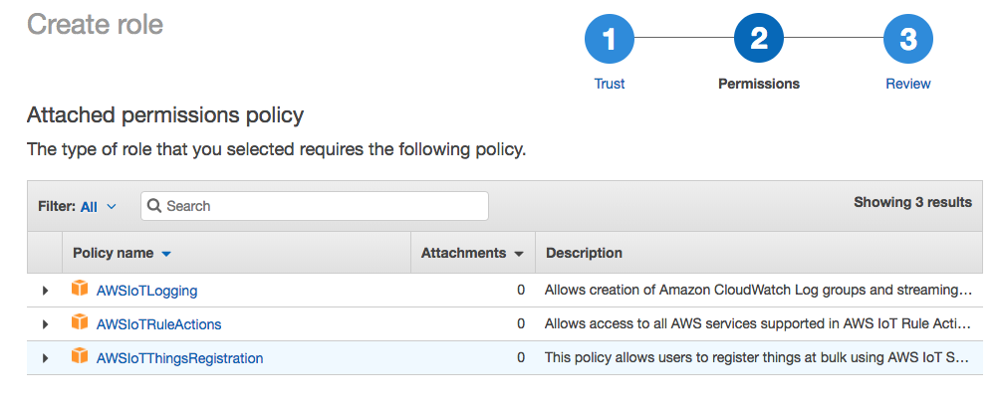 Create role
1 2 3
Trust Permissions Review
Attached permissions policy
The type of role that you selected requires the following policy.
Filter: All Search Showing 3 results
Policy name Attachments Description
AWSIoTLogging 0 Allows creation of Amazon CloudWatch Log groups and streaming...
AWSIoTRuleActions 0 Allows access to all AWS services supported in AWS IoT Rule Acti...
AWSIoTThingsRegistration 0 This policy allows users to register things at bulk using AWS IoT S...